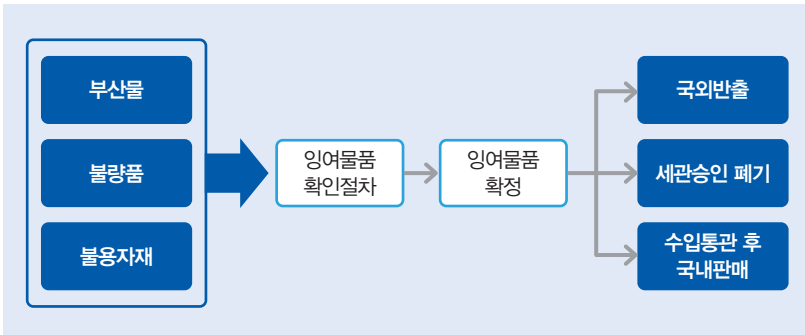 부산물
불량품
불용자재
잉여물품
확인절차
잉여물품
확정
국외반출
세관승인 폐기
수입통관 후
국내판매